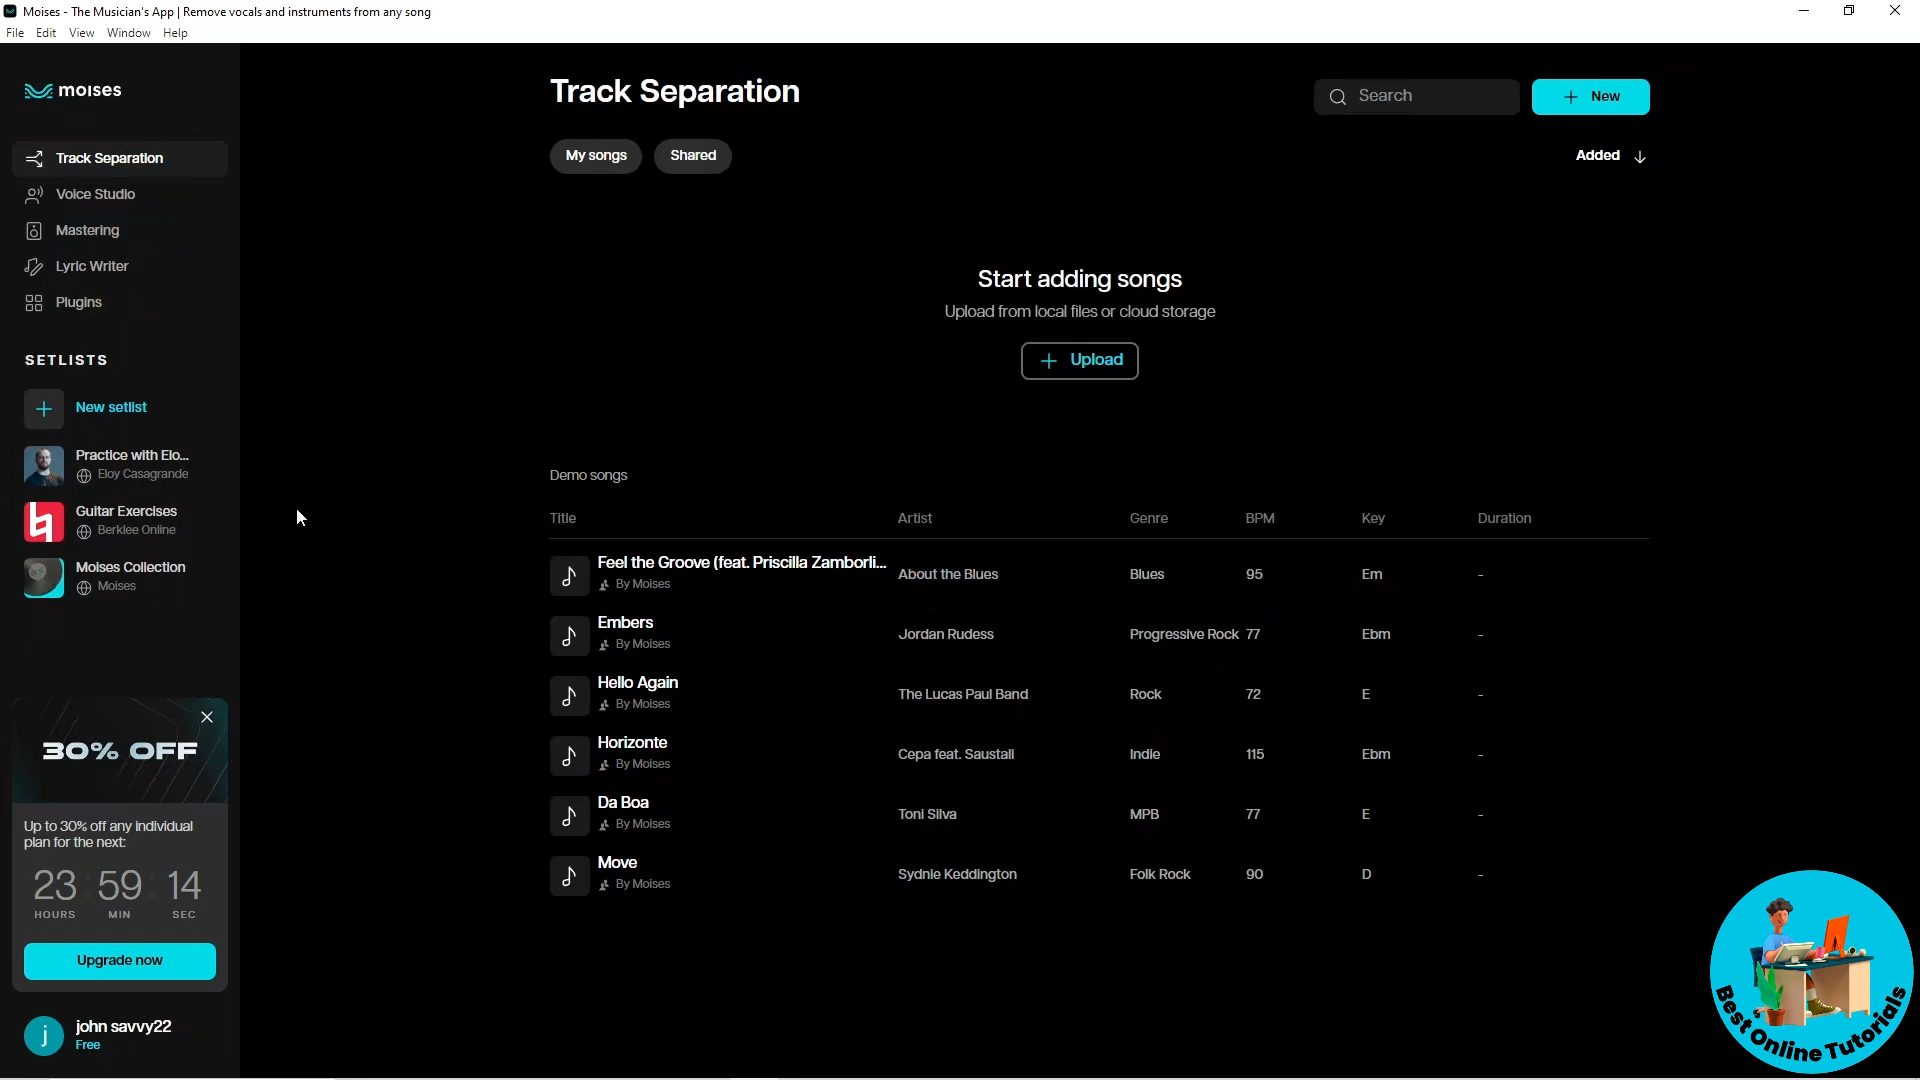 Moises - The Musician's App | Remove vocals and instruments from any song
File Edit View Window Help
moises
Track Separation
Voice Studio
Mastering
Lyric Writer
Plugins
SETLISTS
New setlist
Practice with Elo...
Eloy Casagrande
Guitar Exercises
Berklee Online
Moises Collection
Moises
30% OFF
Up to 30% off any individual
plan for the next:
23 59 14
HOURS MIN SEC
Upgrade now
j
john savvy22
Free
Track Separation
Search
New
My songs Shared
Added
Start adding songs
Upload from local files or cloud storage
Upload
Demo songs
Title Artist Genre BPM Key Duration
Feel the Groove (feat. Priscilla Zamborli... About the Blues Blues 95 Em -
By Moises
Embers Jordan Rudess Progressive Rock 77 Ebm -
By Moises
Hello Again The Lucas Paul Band Rock 72 E -
By Moises
Horizonte Cepa feat. Saustall Indie 115 Ebm -
By Moises
Da Boa Toni Silva MPB 77 E -
By Moises
Move Sydnie Keddington Folk Rock 90 D -
By Moises
Best Online Tutorials